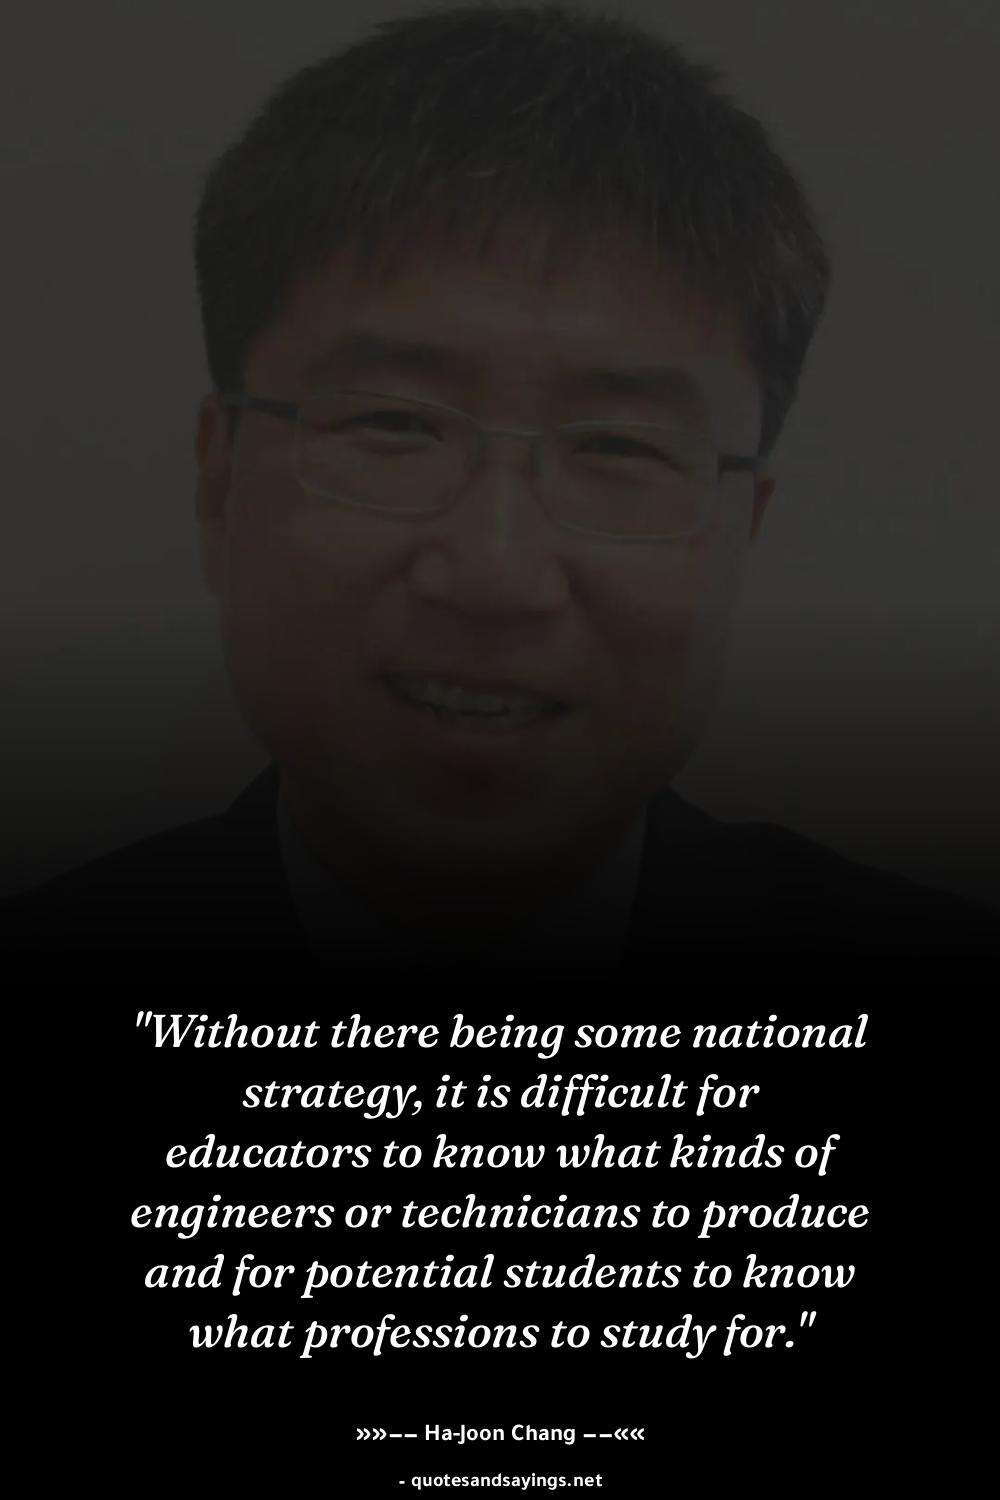 "Without there being some national
strategy, it is difficult for
educators to know what kinds of
engineers or technicians to produce
and for potential students to know
what professions to study for."
»»−− Ha-Joon Chang −−««
- quotesandsayings.net